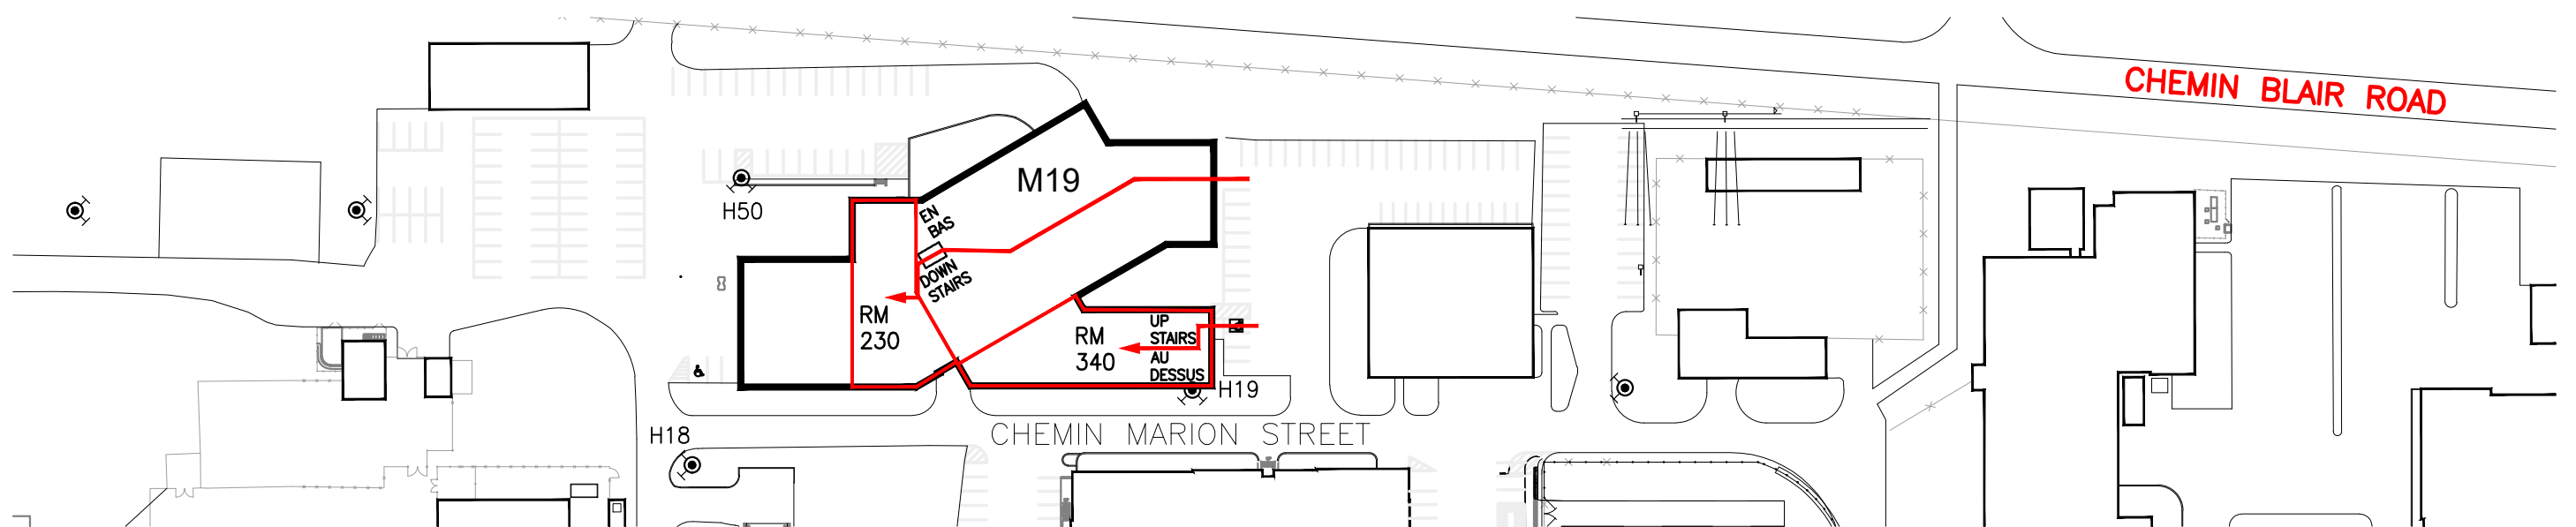 CHEMIN BLAIR ROAD
M19
H50
EN
BAS
DOWN
STAIRS
RM
230
RM
340
UP
STAIRS
AU
DESSUS
H19
H18
CHEMIN MARION STREET